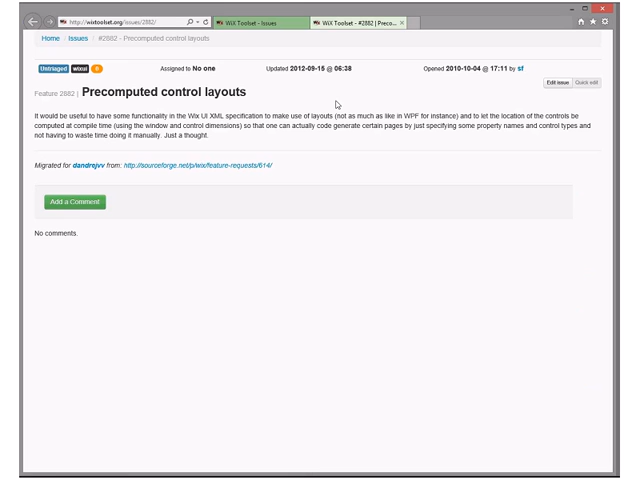 http://wixtoolset.org/issues/2882/
WiX Toolset - Issues
WiX Toolset - #2882 | Preco...
Home
Issues
#2882 - Precomputed control layouts
Untriaged wixui 0
Assigned to No one
Updated 2012-09-15 @ 06:38
Opened 2010-10-04 @ 17:11 by sf
Edit issue Quick edit
Feature 2882 | Precomputed control layouts
It would be useful to have some functionality in the Wix UI XML specification to make use of layouts (not as much as like in WPF for instance) and to let the location of the controls be
computed at compile time (using the window and control dimensions) so that one can actually code generate certain pages by just specifying some property names and control types and
not having to waste time doing it manually. Just a thought.
Migrated for dandrejvv from: http://sourceforge.net/p/wix/feature-requests/614/
Add a Comment
No comments.